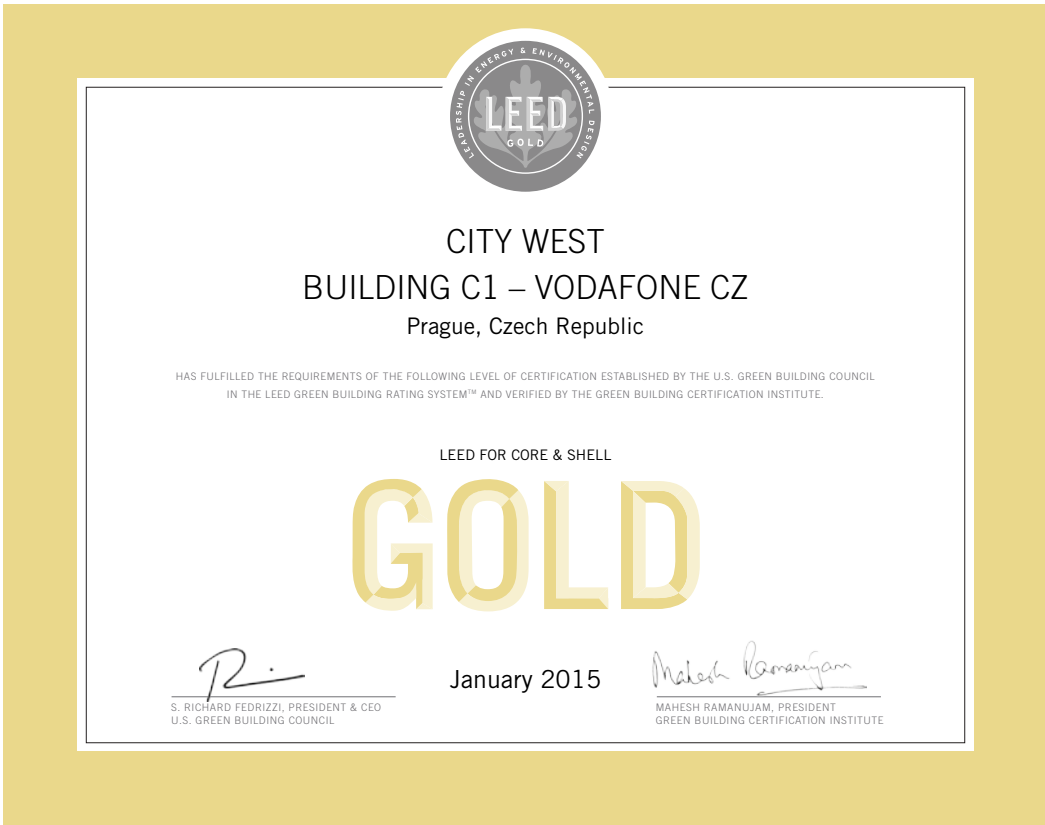 LEADERSHIP IN ENERGY & ENVIRONMENTAL DESIGN
LEED
GOLD
CITY WEST
BUILDING C1 – VODAFONE CZ
Prague, Czech Republic
HAS FULFILLED THE REQUIREMENTS OF THE FOLLOWING LEVEL OF CERTIFICATION ESTABLISHED BY THE U.S. GREEN BUILDING COUNCIL
IN THE LEED GREEN BUILDING RATING SYSTEM™ AND VERIFIED BY THE GREEN BUILDING CERTIFICATION INSTITUTE.
LEED FOR CORE & SHELL
GOLD
January 2015
Mahesh Ramanujam
S. RICHARD FEDRIZZI, PRESIDENT & CEO
U.S. GREEN BUILDING COUNCIL
MAHESH RAMANUJAM, PRESIDENT
GREEN BUILDING CERTIFICATION INSTITUTE